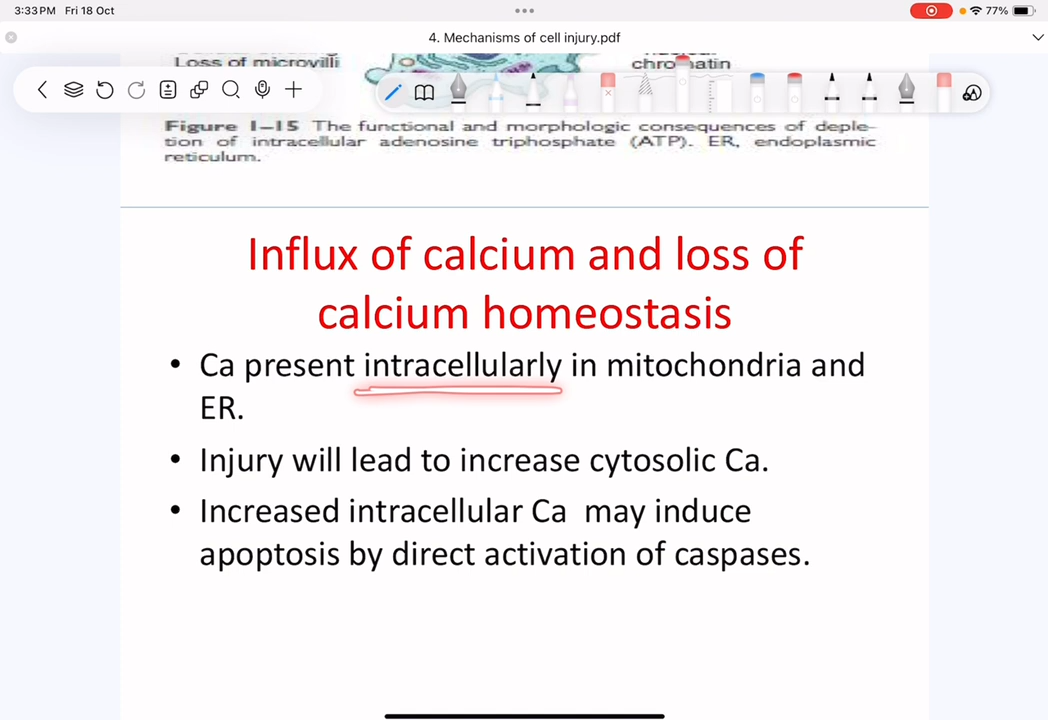 3:33 PM Fri 18 Oct
77%
4. Mechanisms of cell injury.pdf
Loss of microvilli
chromatin
Figure 1–15 The functional and morphologic consequences of deple-
tion of intracellular adenosine triphosphate (ATP). ER, endoplasmic
reticulum.
Influx of calcium and loss of
calcium homeostasis
• Ca present intracellularly in mitochondria and
ER.
• Injury will lead to increase cytosolic Ca.
• Increased intracellular Ca may induce
apoptosis by direct activation of caspases.